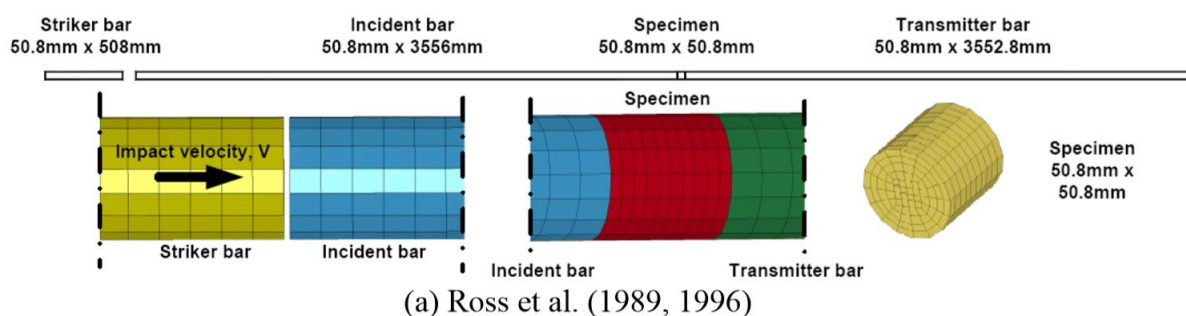 Striker bar
50.8mm x 508mm
Incident bar
50.8mm x 3556mm
Specimen
50.8mm x 50.8mm
Transmitter bar
50.8mm x 3552.8mm
Specimen
Impact velocity, V
Striker bar
Incident bar
Incident bar
Transmitter bar
Specimen
50.8mm x
50.8mm
(a) Ross et al. (1989, 1996)